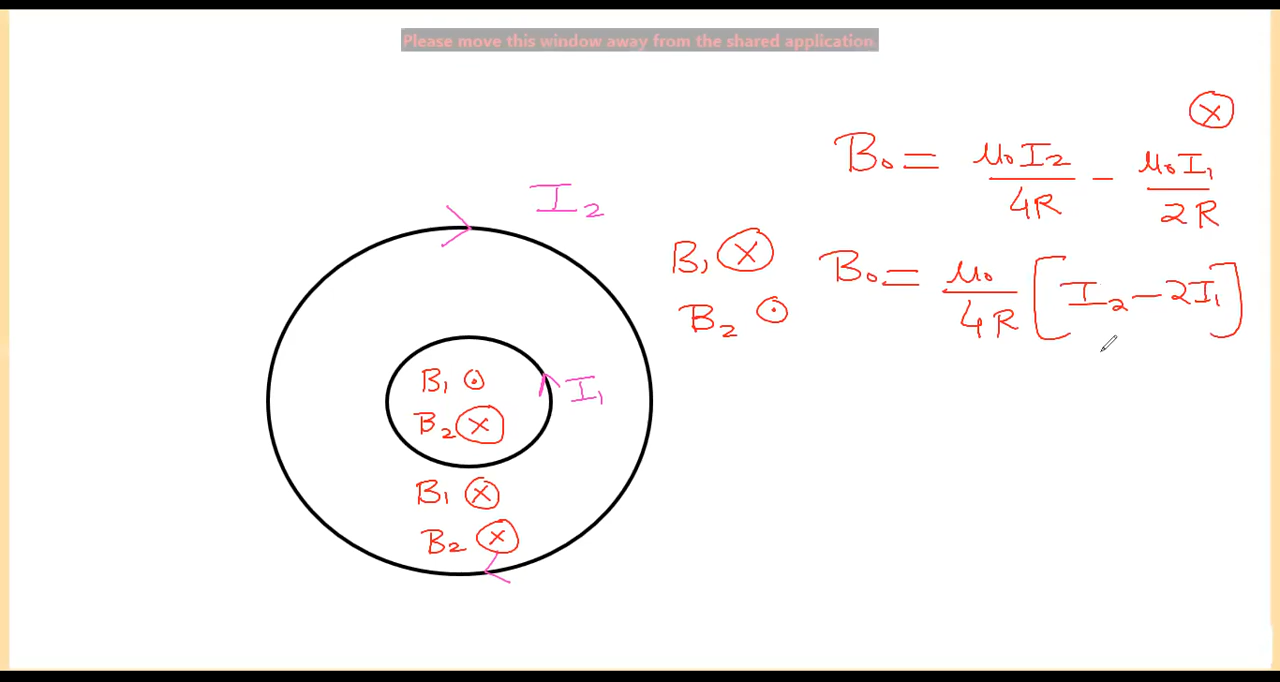 Please move this window away from the shared application.
⊗
B₀ = μ₀I₂/4R − μ₀I₁/2R
I₂
B₁ ⊗
B₂ ⊙
B₀ = μ₀/4R [I₂ − 2I₁]
B₁ ⊙
I₁
B₂ ⊗
B₁ ⊗
B₂ ⊗